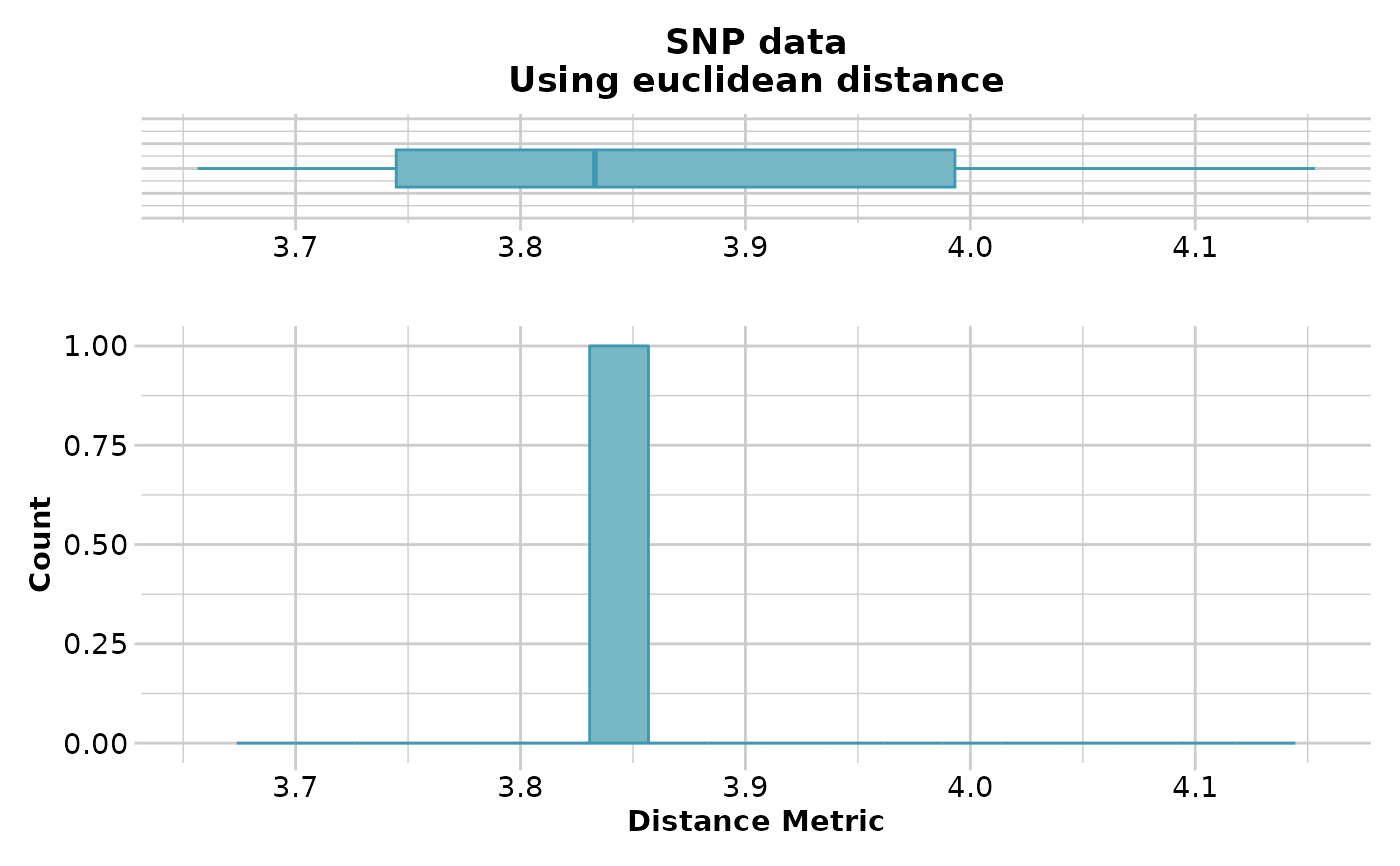 SNP data
Using euclidean distance
3.7 3.8 3.9 4.0 4.1
1.00
0.75
0.50
0.25
0.00
Count
3.7 3.8 3.9 4.0 4.1
Distance Metric